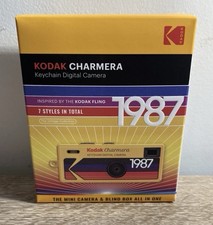 Kodak
KODAK CHARMERA
Keychain Digital Camera
INSPIRED BY THE KODAK FLING
1987
7 STYLES IN TOTAL
Kodak Charmera
1987
THE MINI CAMERA & BLIND BOX ALL IN ONE